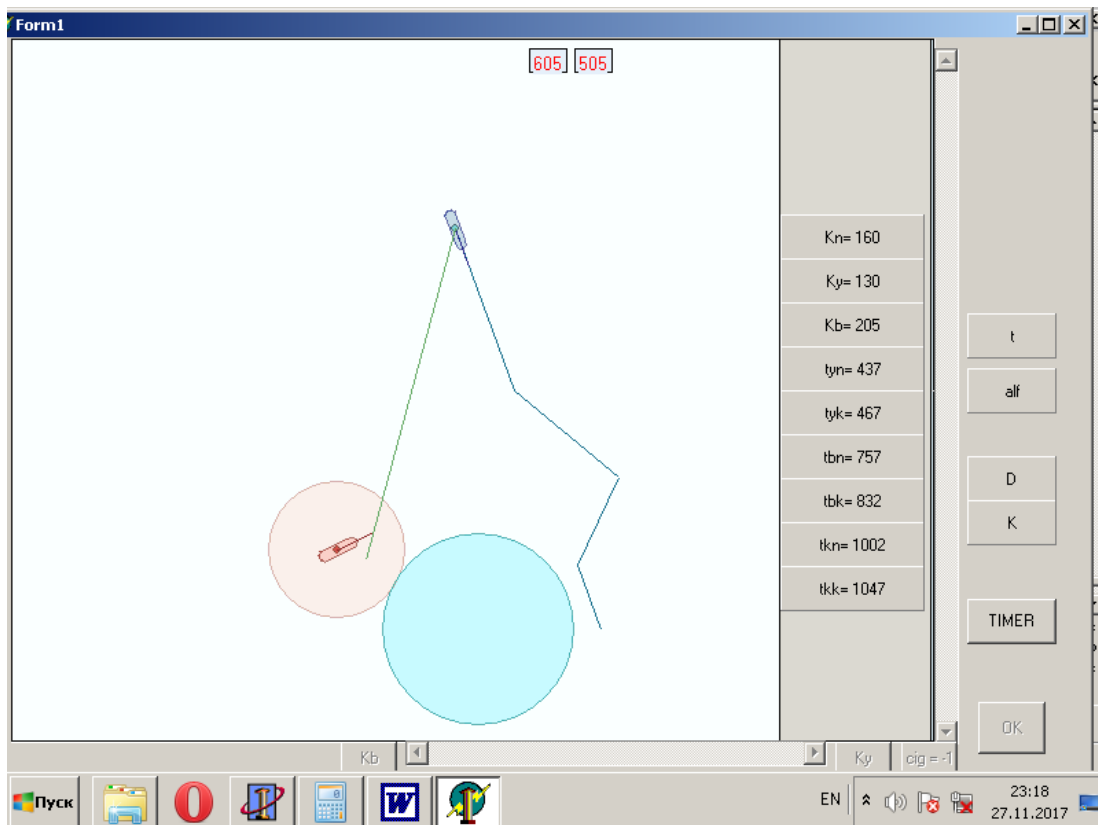 Form1
605 505
Kn= 160
Ky= 130
Kb= 205
tyn= 437
tyk= 467
tbn= 757
tbk= 832
tkn= 1002
tkk= 1047
t
alf
D
K
TIMER
OK
Kb
Ky
cig = -1
Пуск
W
EN
23:18
27.11.2017